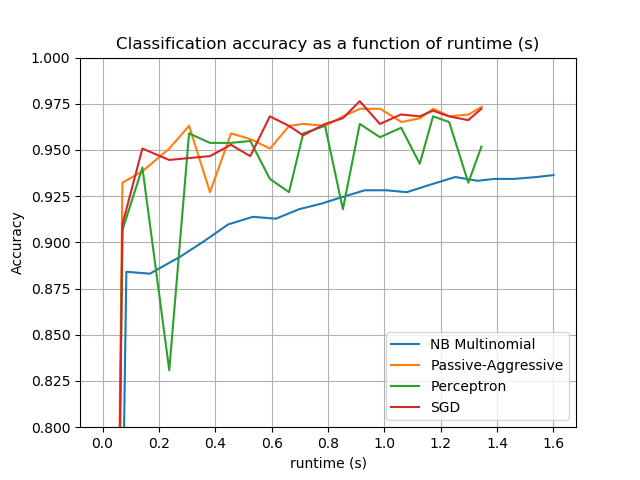 Classification accuracy as a function of runtime (s)
1.000
0.975
0.950
0.925
0.900
0.875
0.850
0.825
0.800
Accuracy
NB Multinomial
Passive-Aggressive
Perceptron
SGD
0.0 0.2 0.4 0.6 0.8 1.0 1.2 1.4 1.6
runtime (s)